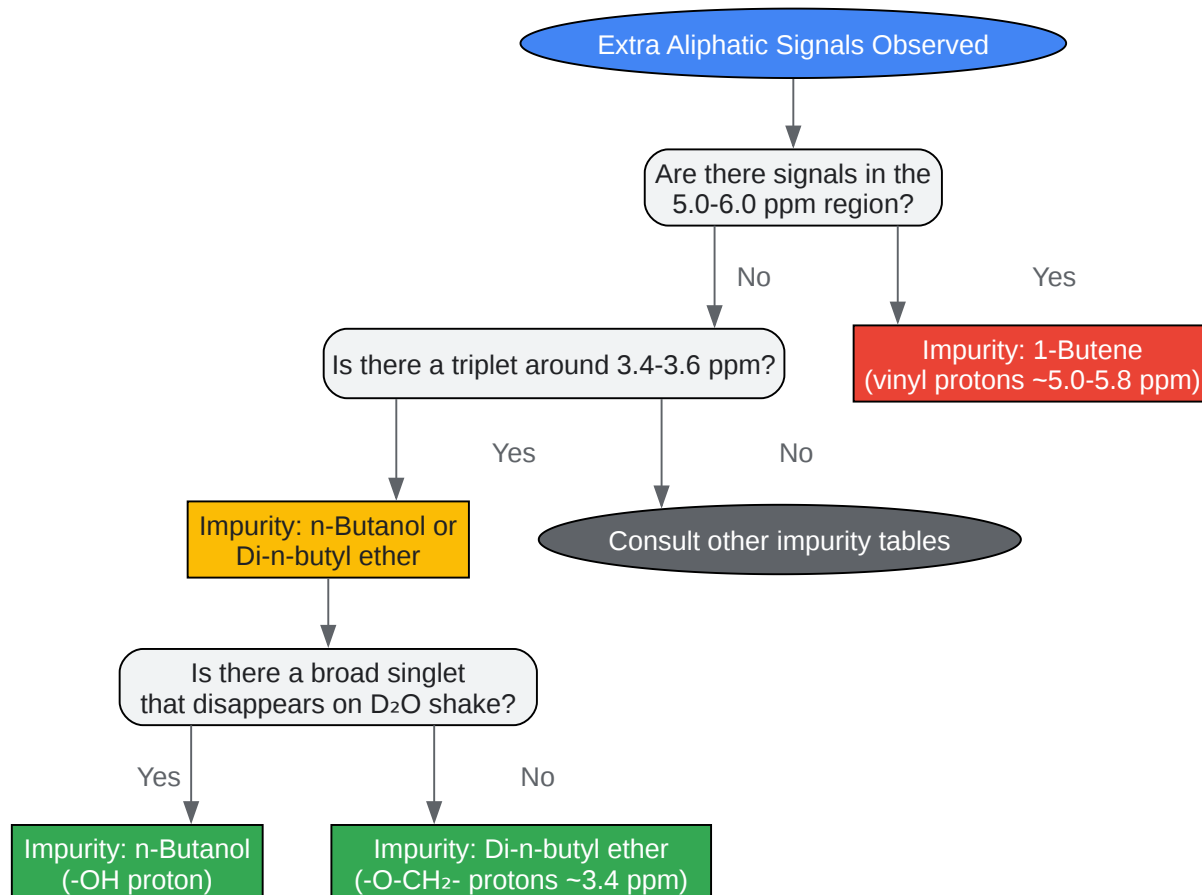 Extra Aliphatic Signals Observed
Are there signals in the
5.0-6.0 ppm region?
No
Yes
Is there a triplet around 3.4-3.6 ppm?
Impurity: 1-Butene
(vinyl protons ~5.0-5.8 ppm)
Yes
No
Impurity: n-Butanol or
Di-n-butyl ether
Consult other impurity tables
Is there a broad singlet
that disappears on D₂O shake?
Yes
No
Impurity: n-Butanol
(-OH proton)
Impurity: Di-n-butyl ether
(-O-CH₂- protons ~3.4 ppm)